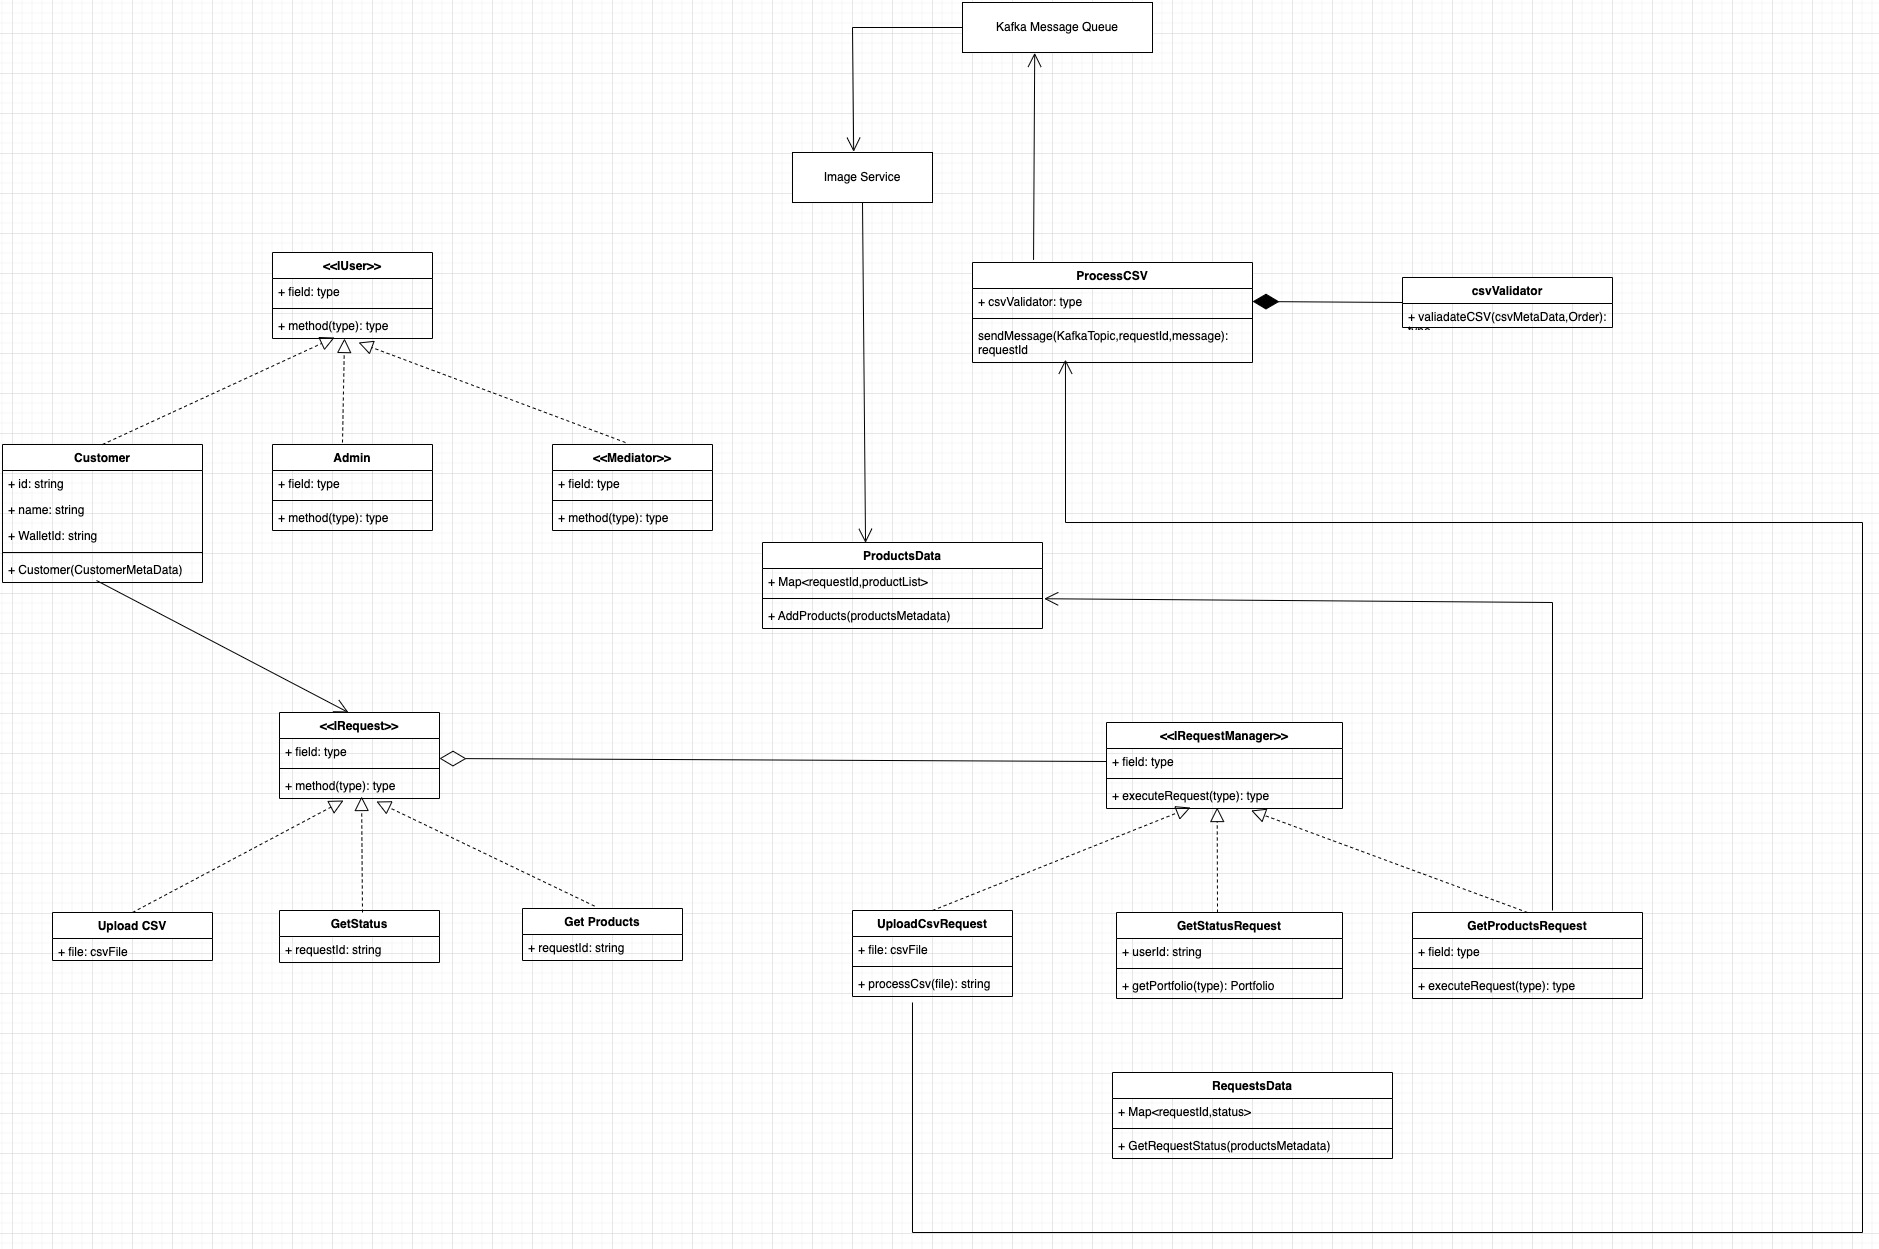 Kafka Message Queue
Image Service
<<IUser>>
+ field: type
+ method(type): type
ProcessCSV
+ csvValidator: type
sendMessage(KafkaTopic,requestId,message):
requestId
csvValidator
+ valiadateCSV(csvMetaData,Order):
Customer
+ id: string
+ name: string
+ WalletId: string
+ Customer(CustomerMetaData)
Admin
+ field: type
+ method(type): type
<<Mediator>>
+ field: type
+ method(type): type
ProductsData
+ Map<requestId,productList>
+ AddProducts(productsMetadata)
<<IRequest>>
+ field: type
+ method(type): type
<<IRequestManager>>
+ field: type
+ executeRequest(type): type
Upload CSV
+ file: csvFile
GetStatus
+ requestId: string
Get Products
+ requestId: string
UploadCsvRequest
+ file: csvFile
+ processCsv(file): string
GetStatusRequest
+ userId: string
+ getPortfolio(type): Portfolio
GetProductsRequest
+ field: type
+ executeRequest(type): type
RequestsData
+ Map<requestId,status>
+ GetRequestStatus(productsMetadata)